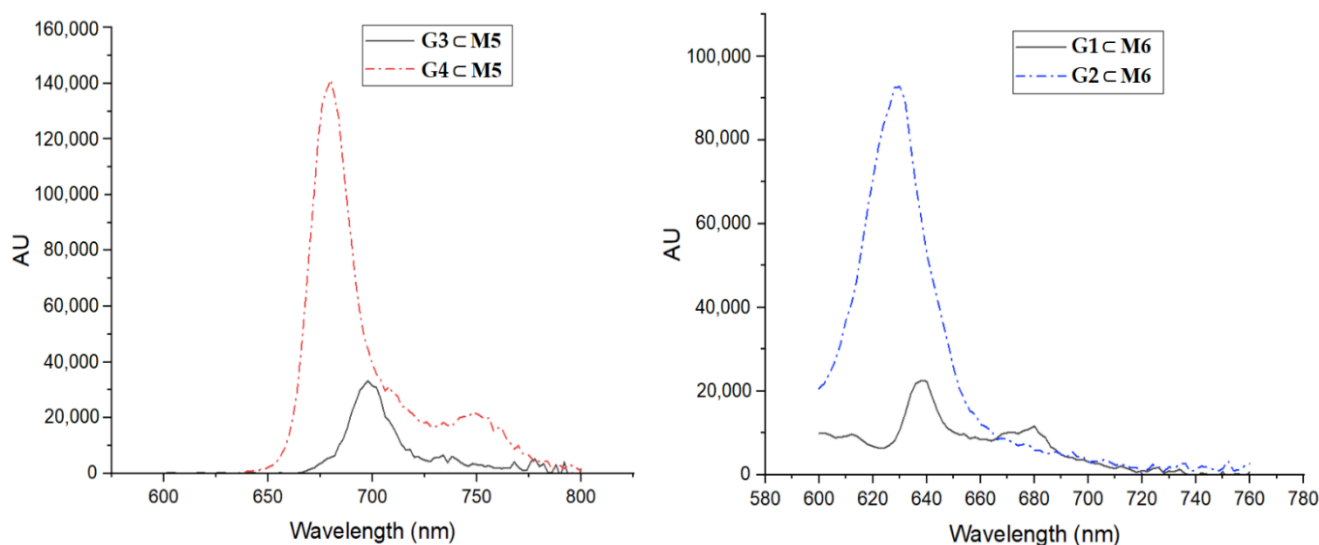 160,000
140,000
120,000
100,000
80,000
60,000
40,000
20,000
0
AU
600 650 700 750 800
Wavelength (nm)
G3 ⊂ M5
G4 ⊂ M5
100,000
80,000
60,000
40,000
20,000
0
AU
580 600 620 640 660 680 700 720 740 760 780
Wavelength (nm)
G1 ⊂ M6
G2 ⊂ M6